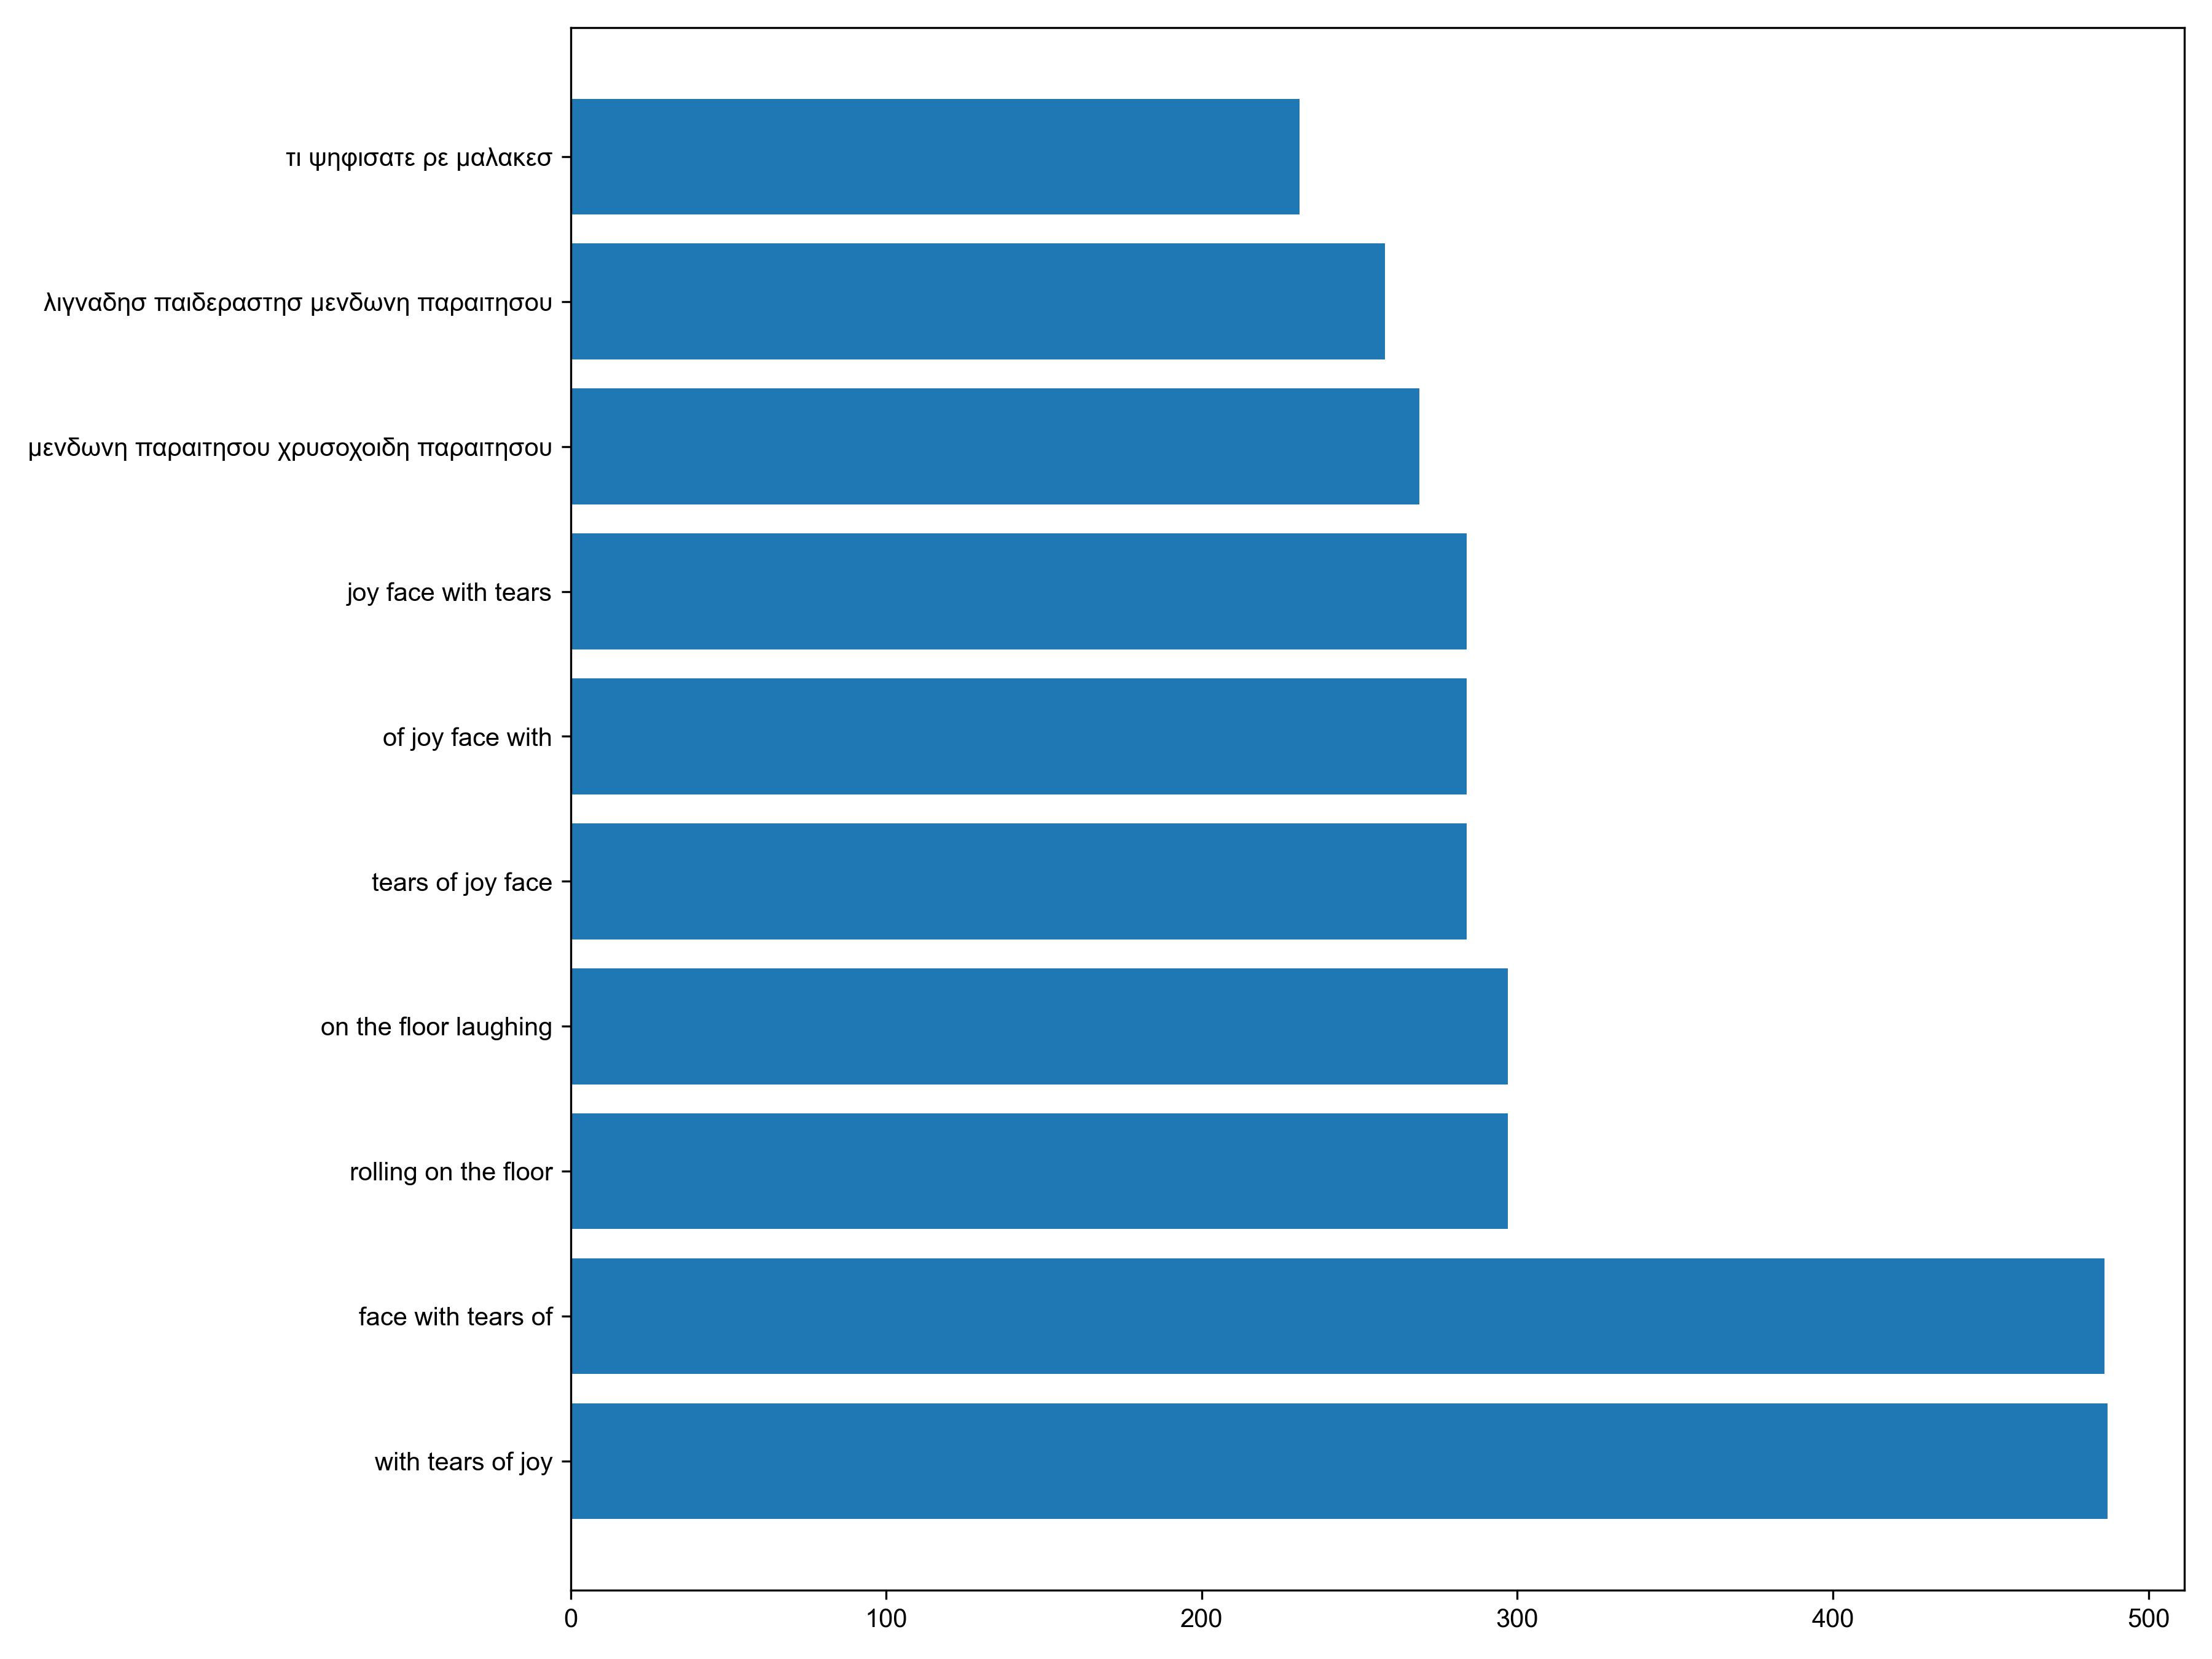 τι ψηφισατε ρε μαλακεσ
λιγναδησ παιδεραστησ μενδωνη παραιτησου
μενδωνη παραιτησου χρυσοχοιδη παραιτησου
joy face with tears
of joy face with
tears of joy face
on the floor laughing
rolling on the floor
face with tears of
with tears of joy
0 100 200 300 400 500